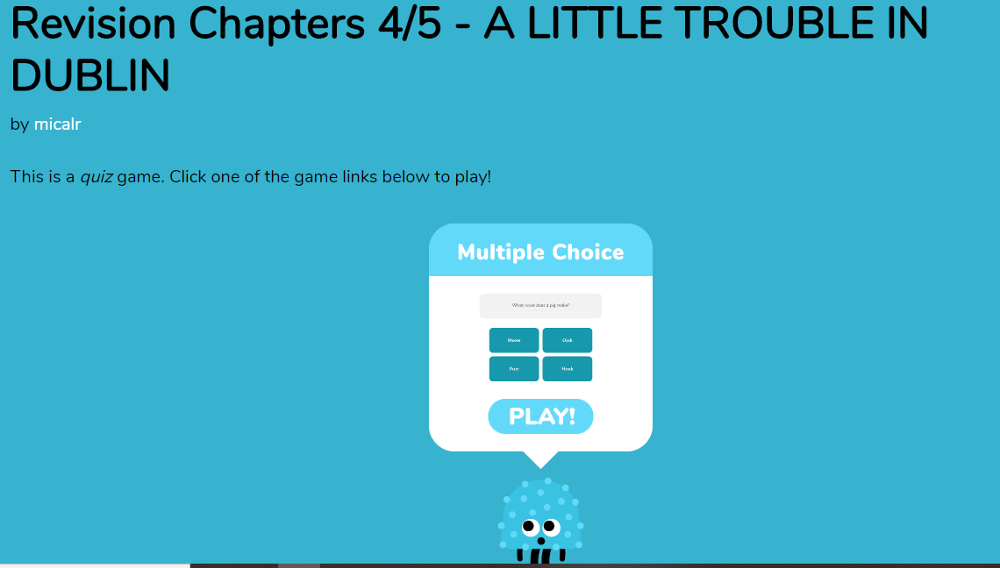 Revision Chapters 4/5 - A LITTLE TROUBLE IN
DUBLIN
by micalr
This is a quiz game. Click one of the game links below to play!
Multiple Choice
What noise does a pig make?
Meow
Oink
Purr
Honk
PLAY!